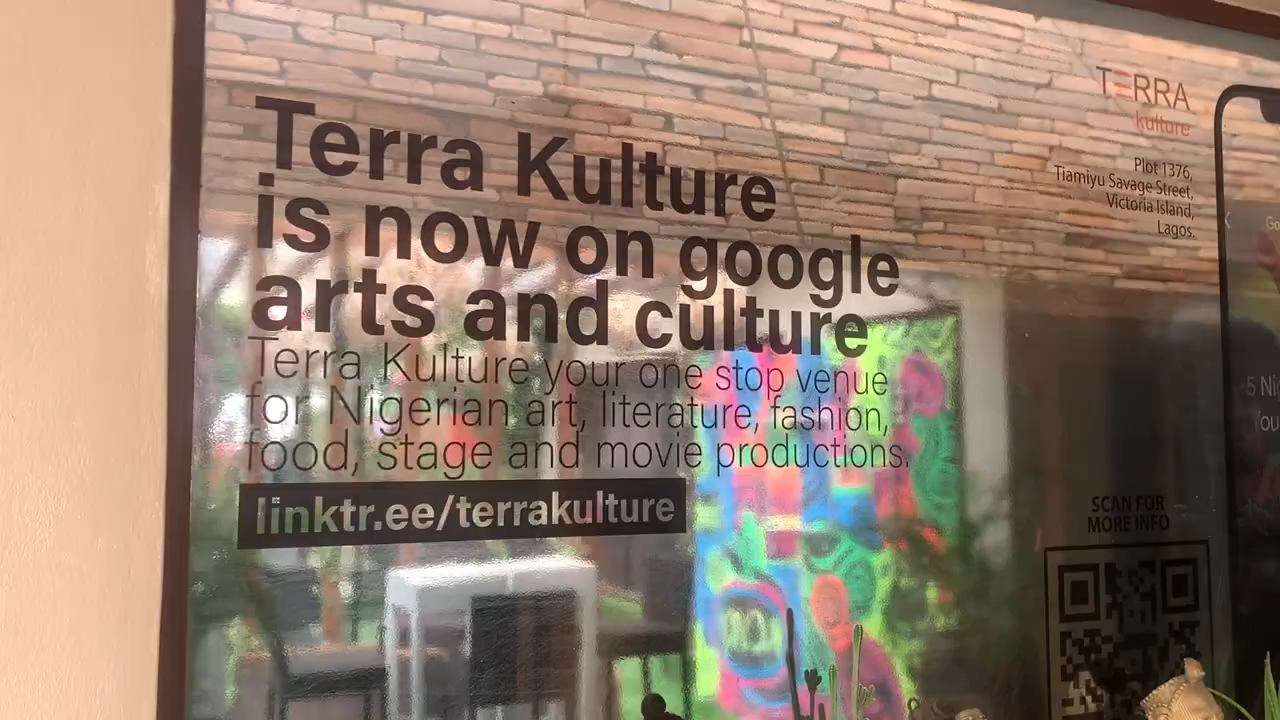 Terra Kulture
is now on google
arts and culture
Terra Kulture your one stop venue
for Nigerian art, literature, fashion,
food, stage and movie productions.
linktr.ee/terrakulture
TERRA
kulture
Plot 1376,
Tiamiyu Savage Street,
Victoria Island,
Lagos.
SCAN FOR
MORE INFO